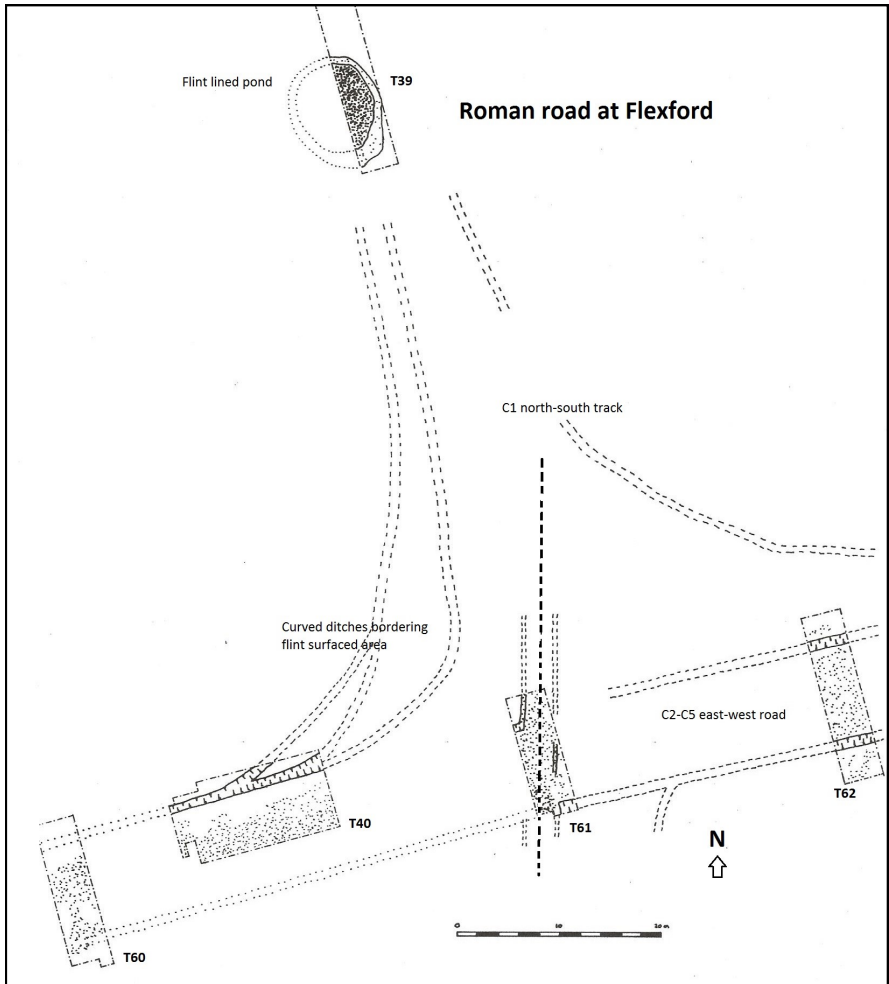 Flint lined pond
T39
Roman road at Flexford
C1 north-south track
Curved ditches bordering
flint surfaced area
C2-C5 east-west road
T62
T40
T61
N
0 10 20 m
T60